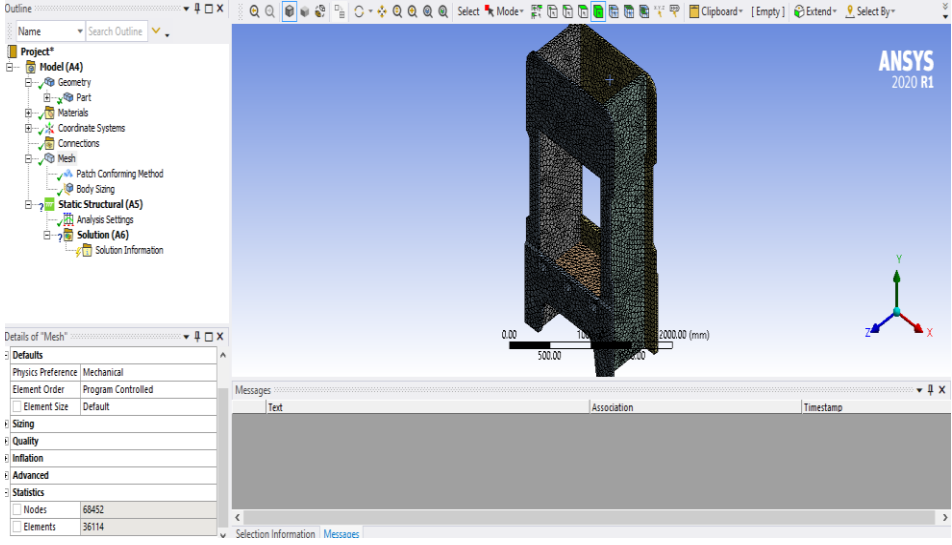 Outline
Name Search Outline
Project*
Model (A4)
Geometry
Part
Materials
Coordinate Systems
Connections
Mesh
Patch Conforming Method
Body Sizing
Static Structural (A5)
Analysis Settings
Solution (A6)
Solution Information
Details of "Mesh"
Defaults
Physics Preference Mechanical
Element Order Program Controlled
Element Size Default
Sizing
Quality
Inflation
Advanced
Statistics
Nodes 68452
Elements 36114
Select Mode Clipboard [ Empty ] Extend Select By
ANSYS
2020 R1
Y
Z X
0.00 2000.00 (mm)
500.00
Messages
Text Association Timestamp
Selection Information Messages